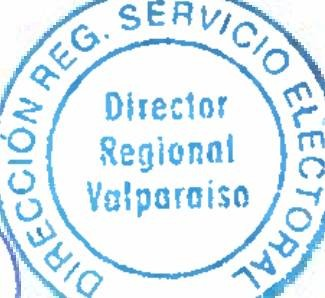 DIRECCIÓN REG. SERVICIO ELECTORAL
Director
Regional
Valparaiso